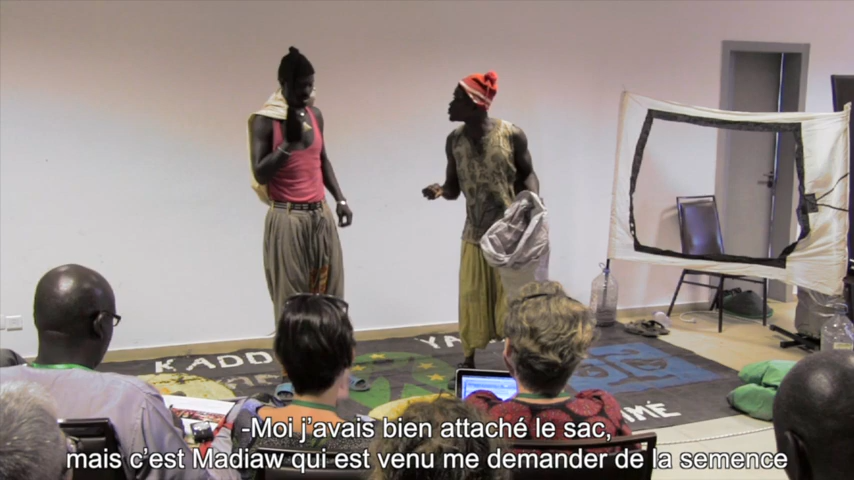 KADD
YA
MÉ
-Moi j'avais bien attaché le sac,
mais c'est Madiaw qui est venu me demander de la semence